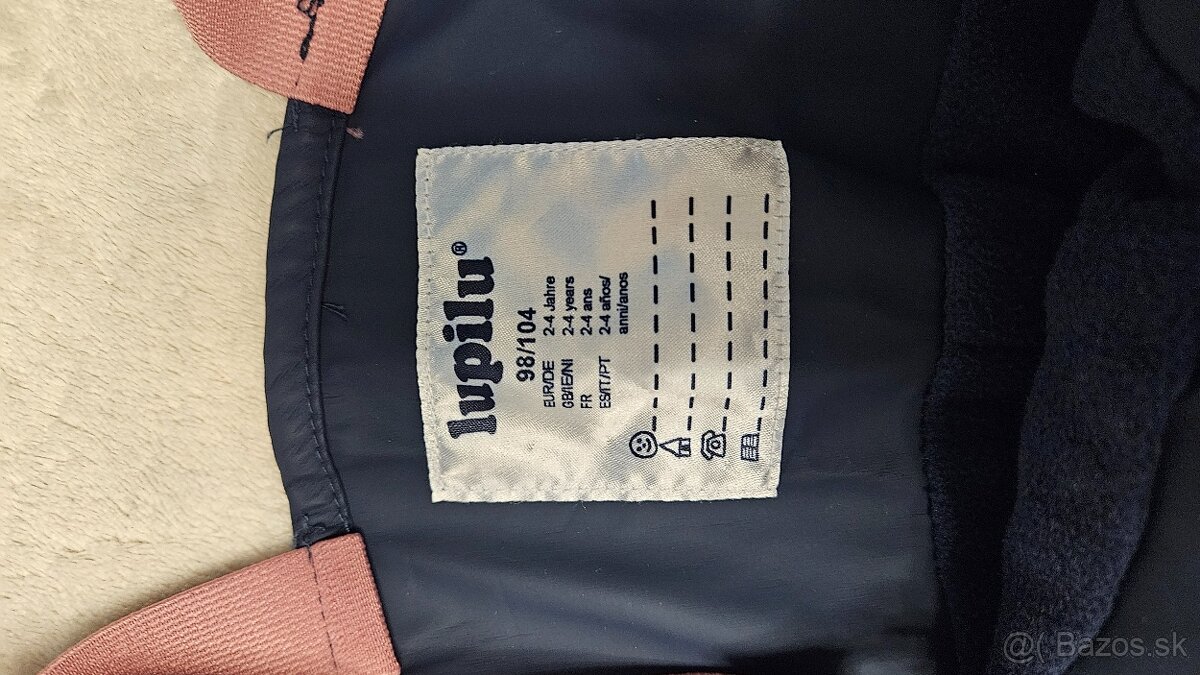 lupilu®
98/104
EUR/DE 2-4 Jahre
GB/IE/NI 2-4 years
FR 2-4 ans
ES/IT/PT 2-4 años/
anni/anos
@( Bazos.sk